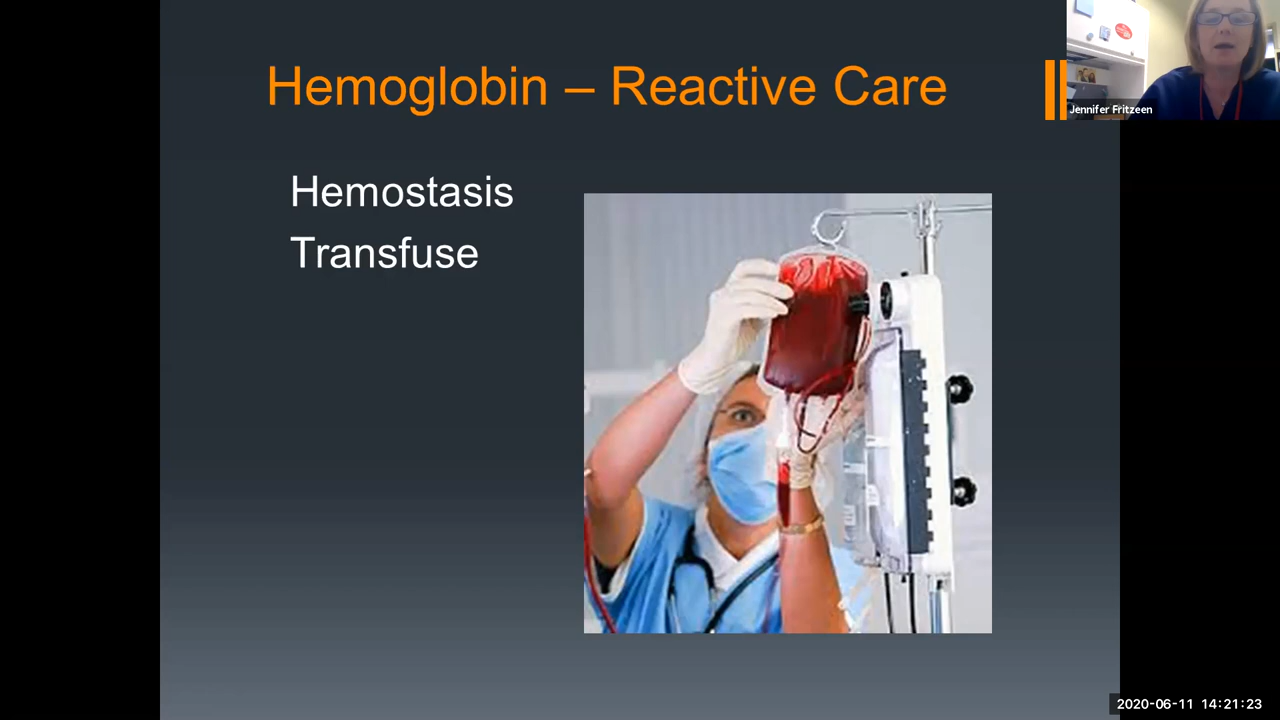 Hemoglobin – Reactive Care
Jennifer Fritzeen
Hemostasis
Transfuse
2020-06-11 14:21:23